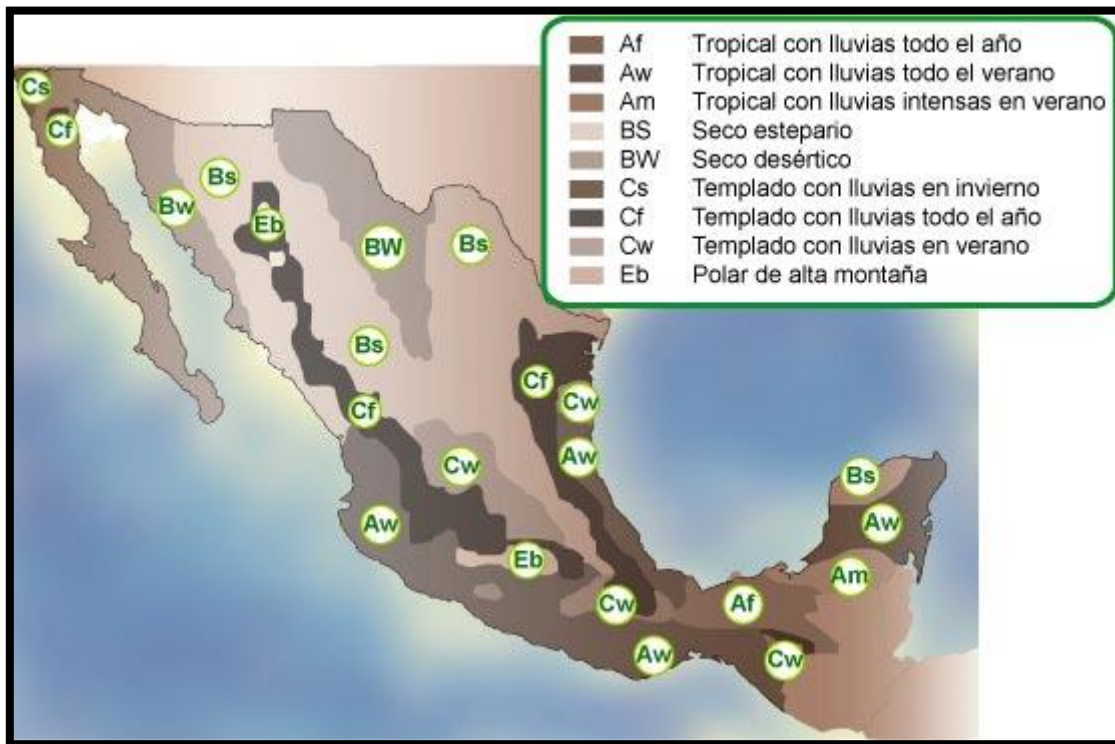 Af Tropical con lluvias todo el año
Aw Tropical con lluvias todo el verano
Am Tropical con lluvias intensas en verano
BS Seco estepario
BW Seco desértico
Cs Templado con lluvias en invierno
Cf Templado con lluvias todo el año
Cw Templado con lluvias en verano
Eb Polar de alta montaña
Cs
Cf
Bs
Bw
Eb
BW
Bs
Bs
Cf
Cw
Cf
Aw
Cw
Bs
Aw
Aw
Eb
Am
Cw
Af
Aw
Cw